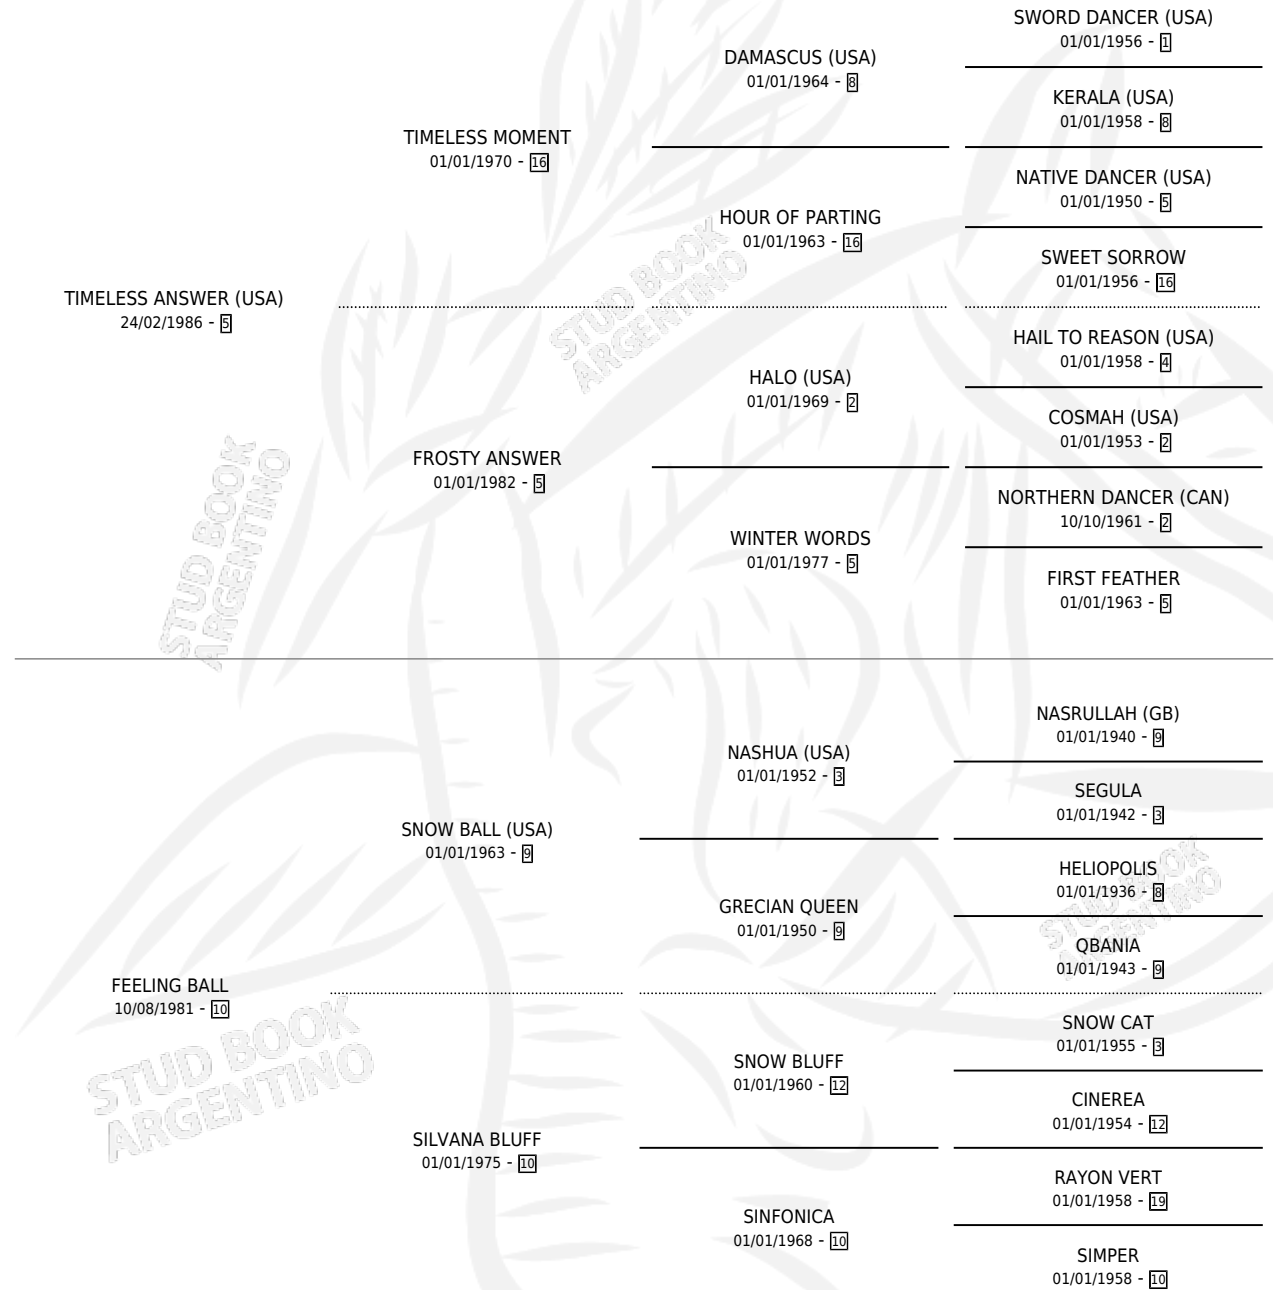 SWORD DANCER (USA)
01/01/1956 - 1
DAMASCUS (USA)
01/01/1964 - 8
KERALA (USA)
01/01/1958 - 8
TIMELESS MOMENT
01/01/1970 - 16
NATIVE DANCER (USA)
01/01/1950 - 5
HOUR OF PARTING
01/01/1963 - 16
SWEET SORROW
01/01/1956 - 16
TIMELESS ANSWER (USA)
24/02/1986 - 5
HAIL TO REASON (USA)
01/01/1958 - 4
HALO (USA)
01/01/1969 - 2
COSMAH (USA)
01/01/1953 - 2
FROSTY ANSWER
01/01/1982 - 5
NORTHERN DANCER (CAN)
10/10/1961 - 2
WINTER WORDS
01/01/1977 - 5
FIRST FEATHER
01/01/1963 - 5
NASRULLAH (GB)
01/01/1940 - 9
NASHUA (USA)
01/01/1952 - 3
SEGULA
01/01/1942 - 3
SNOW BALL (USA)
01/01/1963 - 9
HELIOPOLIS
01/01/1936 - 8
GRECIAN QUEEN
01/01/1950 - 9
QBANIA
01/01/1943 - 9
FEELING BALL
10/08/1981 - 10
SNOW CAT
01/01/1955 - 3
SNOW BLUFF
01/01/1960 - 12
CINEREA
01/01/1954 - 12
SILVANA BLUFF
01/01/1975 - 10
RAYON VERT
01/01/1958 - 19
SINFONICA
01/01/1968 - 10
SIMPER
01/01/1958 - 10
STUD BOOK
ARGENTINO
STUD BOOK
ARGENTINO
STUD BOOK
ARGENTINO
STUD BOOK
ARGENTINO